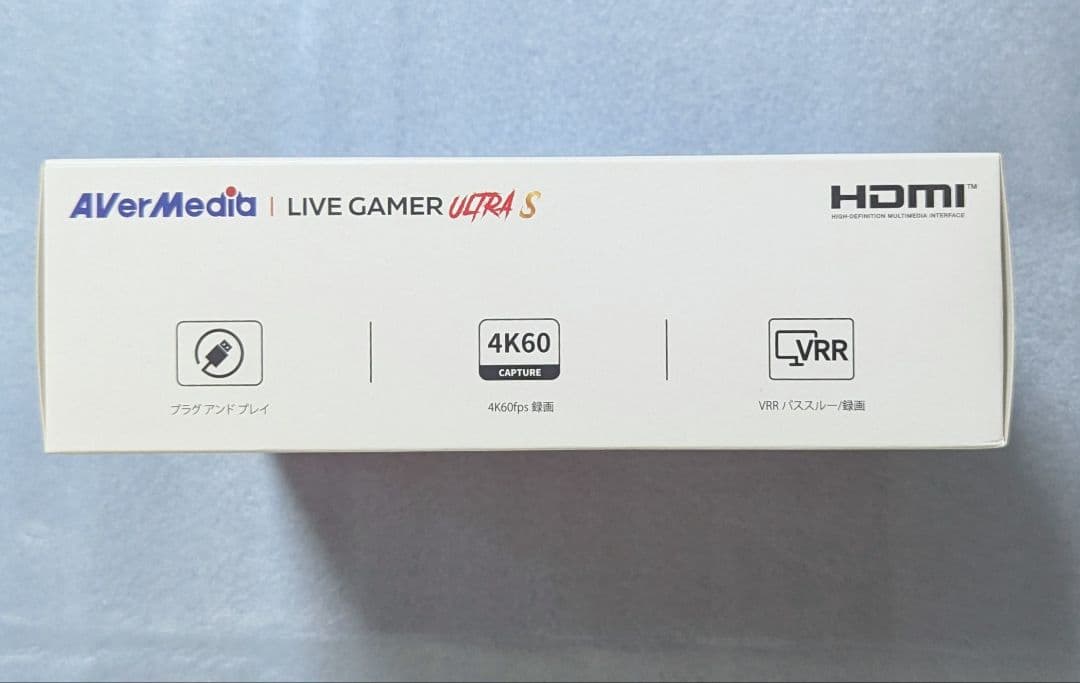 AVerMedia | LIVE GAMER ULTRA S
HDMI™
HIGH-DEFINITION MULTIMEDIA INTERFACE
プラグ アンド プレイ
4K60
CAPTURE
4K60fps 録画
VRR
VRR パススルー/録画